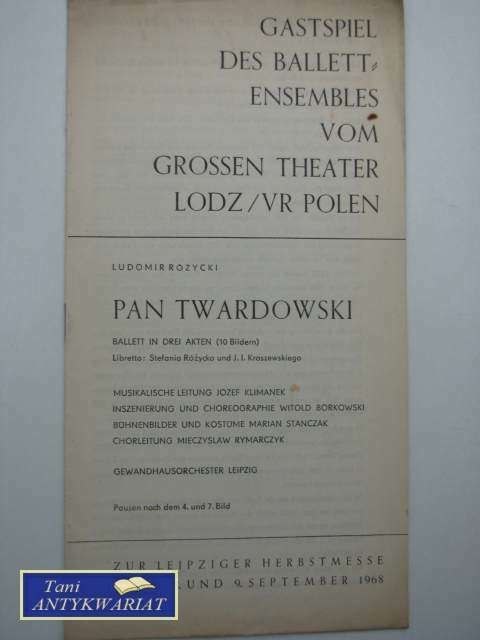 GASTSPIEL
DES BALLETT-
ENSEMBLES
VOM
GROSSEN THEATER
LODZ/VR POLEN
LUDOMIR ROZYCKI
PAN TWARDOWSKI
BALLETT IN DREI AKTEN (10 Bildern)
Libretto: Stefania Różycka und J. I. Kraszewskiego
MUSIKALISCHE LEITUNG JOZEF KLIMANEK
INSZENIERUNG UND CHOREOGRAPHIE WITOLD BORKOWSKI
BÜHNENBILDER UND KOSTÜME MARIAN STANCZAK
CHORLEITUNG MIECZYSLAW RYMARCZYK
GEWANDHAUSORCHESTER LEIPZIG
Pausen nach dem 4. und 7. Bild
ZUR LEIPZIGER HERBSTMESSE
UND 9. SEPTEMBER 1968
Tani
ANTYKWARIAT